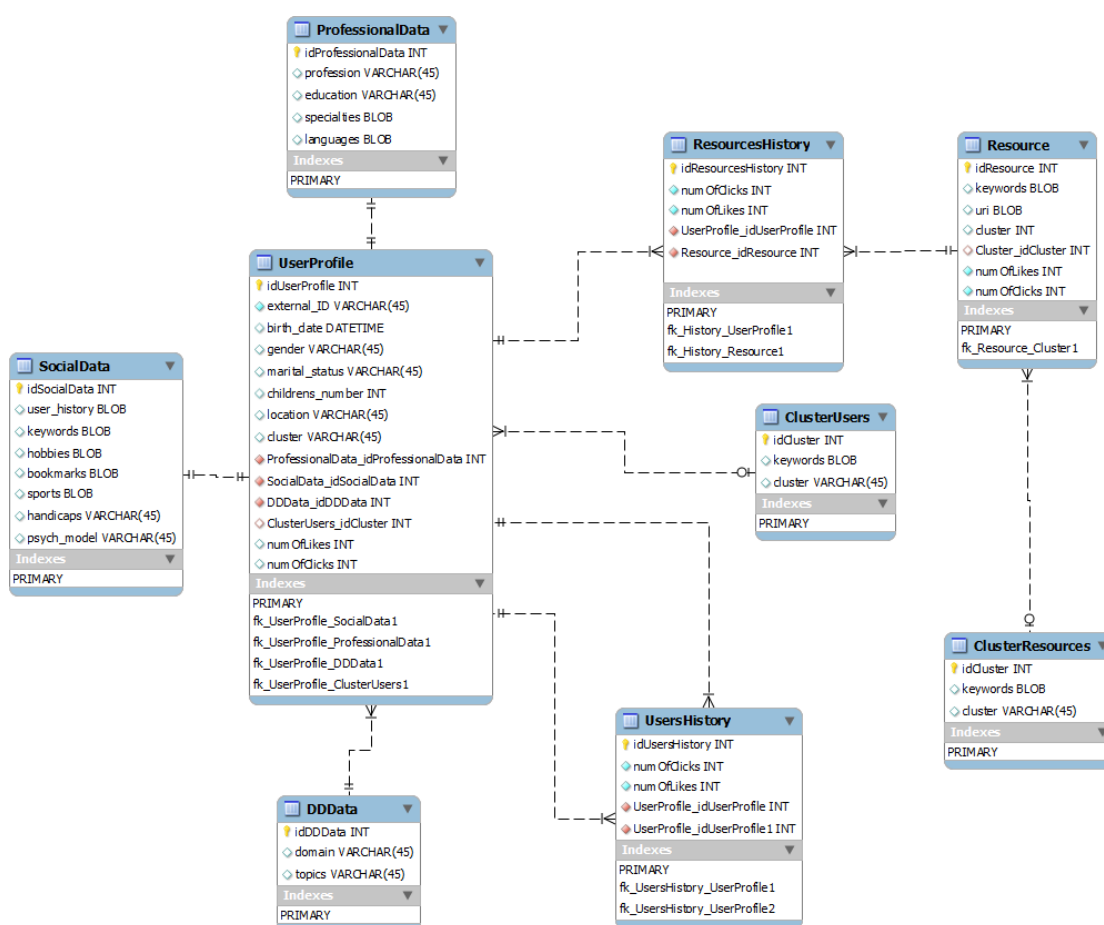 ProfessionalData
idProfessionalData INT
profession VARCHAR(45)
education VARCHAR(45)
specialties BLOB
languages BLOB
Indexes
PRIMARY
ResourcesHistory
idResourcesHistory INT
numOfClicks INT
numOfLikes INT
UserProfile_idUserProfile INT
Resource_idResource INT
Indexes
PRIMARY
fk_History_UserProfile1
fk_History_Resource1
Resource
idResource INT
keywords BLOB
uri BLOB
cluster INT
Cluster_idCluster INT
numOfLikes INT
numOfClicks INT
Indexes
PRIMARY
fk_Resource_Cluster1
UserProfile
idUserProfile INT
external_ID VARCHAR(45)
birth_date DATETIME
gender VARCHAR(45)
marital_status VARCHAR(45)
childrens_number INT
location VARCHAR(45)
cluster VARCHAR(45)
ProfessionalData_idProfessionalData INT
SocialData_idSocialData INT
DDData_idDDData INT
ClusterUsers_idCluster INT
numOfLikes INT
numOfClicks INT
Indexes
PRIMARY
fk_UserProfile_SocialData1
fk_UserProfile_ProfessionalData1
fk_UserProfile_DDData1
fk_UserProfile_ClusterUsers1
SocialData
idSocialData INT
user_history BLOB
keywords BLOB
hobbies BLOB
bookmarks BLOB
sports BLOB
handicaps VARCHAR(45)
psych_model VARCHAR(45)
Indexes
PRIMARY
ClusterUsers
idCluster INT
keywords BLOB
cluster VARCHAR(45)
Indexes
PRIMARY
ClusterResources
idCluster INT
keywords BLOB
cluster VARCHAR(45)
Indexes
PRIMARY
UsersHistory
idUsersHistory INT
numOfClicks INT
numOfLikes INT
UserProfile_idUserProfile INT
UserProfile_idUserProfile1 INT
Indexes
PRIMARY
fk_UsersHistory_UserProfile1
fk_UsersHistory_UserProfile2
DDData
idDDData INT
domain VARCHAR(45)
topics VARCHAR(45)
Indexes
PRIMARY